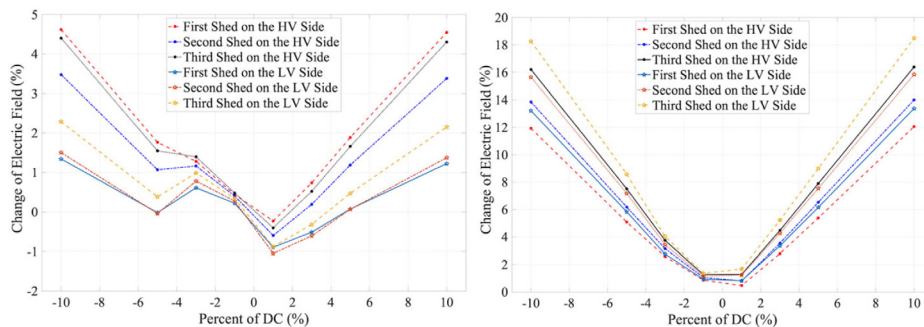 First Shed on the HV Side
Second Shed on the HV Side
Third Shed on the HV Side
First Shed on the LV Side
Second Shed on the LV Side
Third Shed on the LV Side
Change of Electric Field (%)
5
4
3
2
1
0
-1
-2
-10 -8 -6 -4 -2 0 2 4 6 8 10
Percent of DC (%)
First Shed on the HV Side
Second Shed on the HV Side
Third Shed on the HV Side
First Shed on the LV Side
Second Shed on the LV Side
Third Shed on the LV Side
Change of Electric Field (%)
20
18
16
14
12
10
8
6
4
2
0
-10 -8 -6 -4 -2 0 2 4 6 8 10
Percent of DC (%)